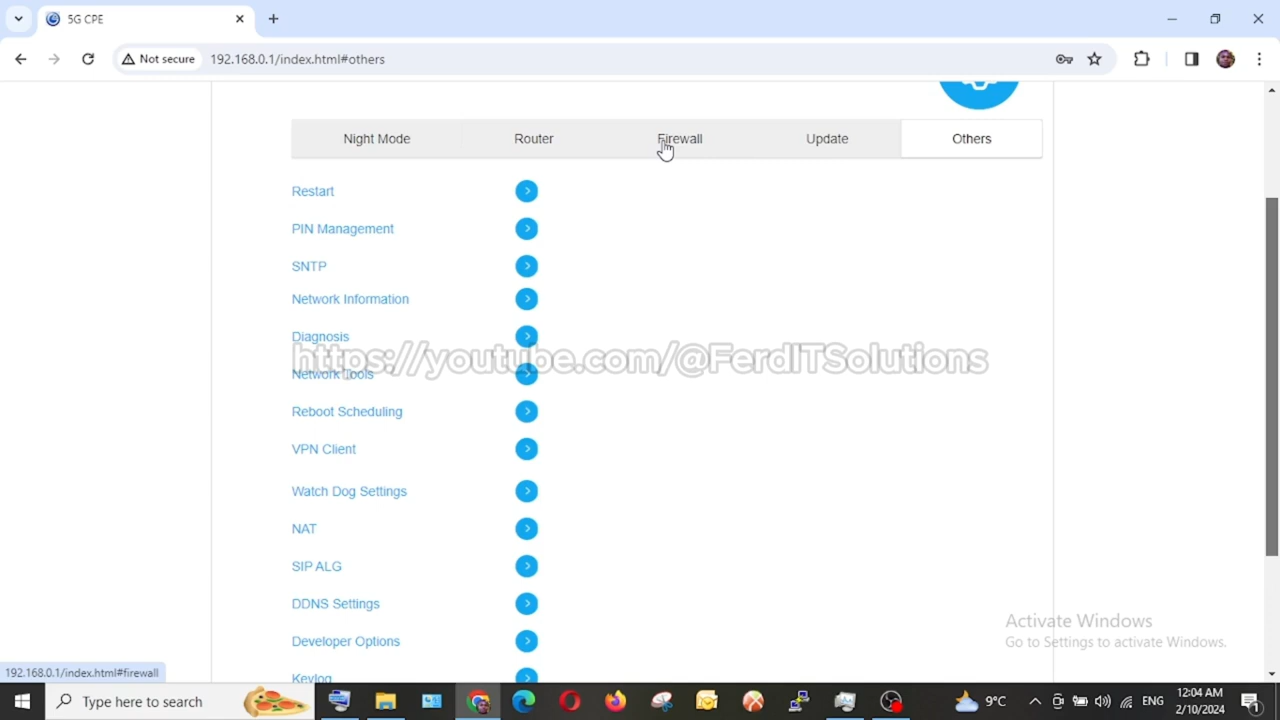 5G CPE
Not secure
192.168.0.1/index.html#others
Night Mode
Router
Firewall
Update
Others
Restart
PIN Management
SNTP
Network Information
Diagnosis
https://youtube.com/@FerdITSolutions
Network Tools
Reboot Scheduling
VPN Client
Watch Dog Settings
NAT
SIP ALG
DDNS Settings
Developer Options
Keylog
Activate Windows
Go to Settings to activate Windows.
192.168.0.1/index.html#firewall
Type here to search
9°C
ENG
12:04 AM
2/10/2024
1